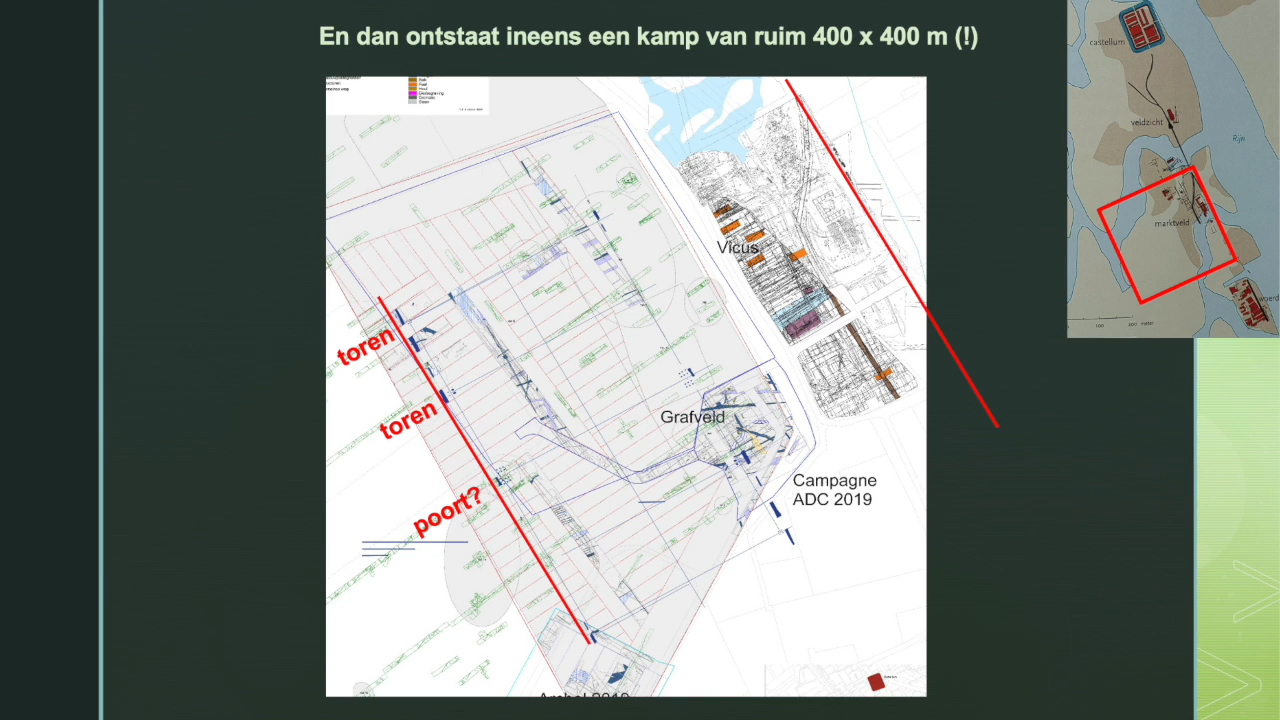 En dan ontstaat ineens een kamp van ruim 400 x 400 m (!)
castellum
veldzicht
Rijn
marktveld
woerd
Vicus
toren
toren
Grafveld
poort?
Campagne
ADC 2019